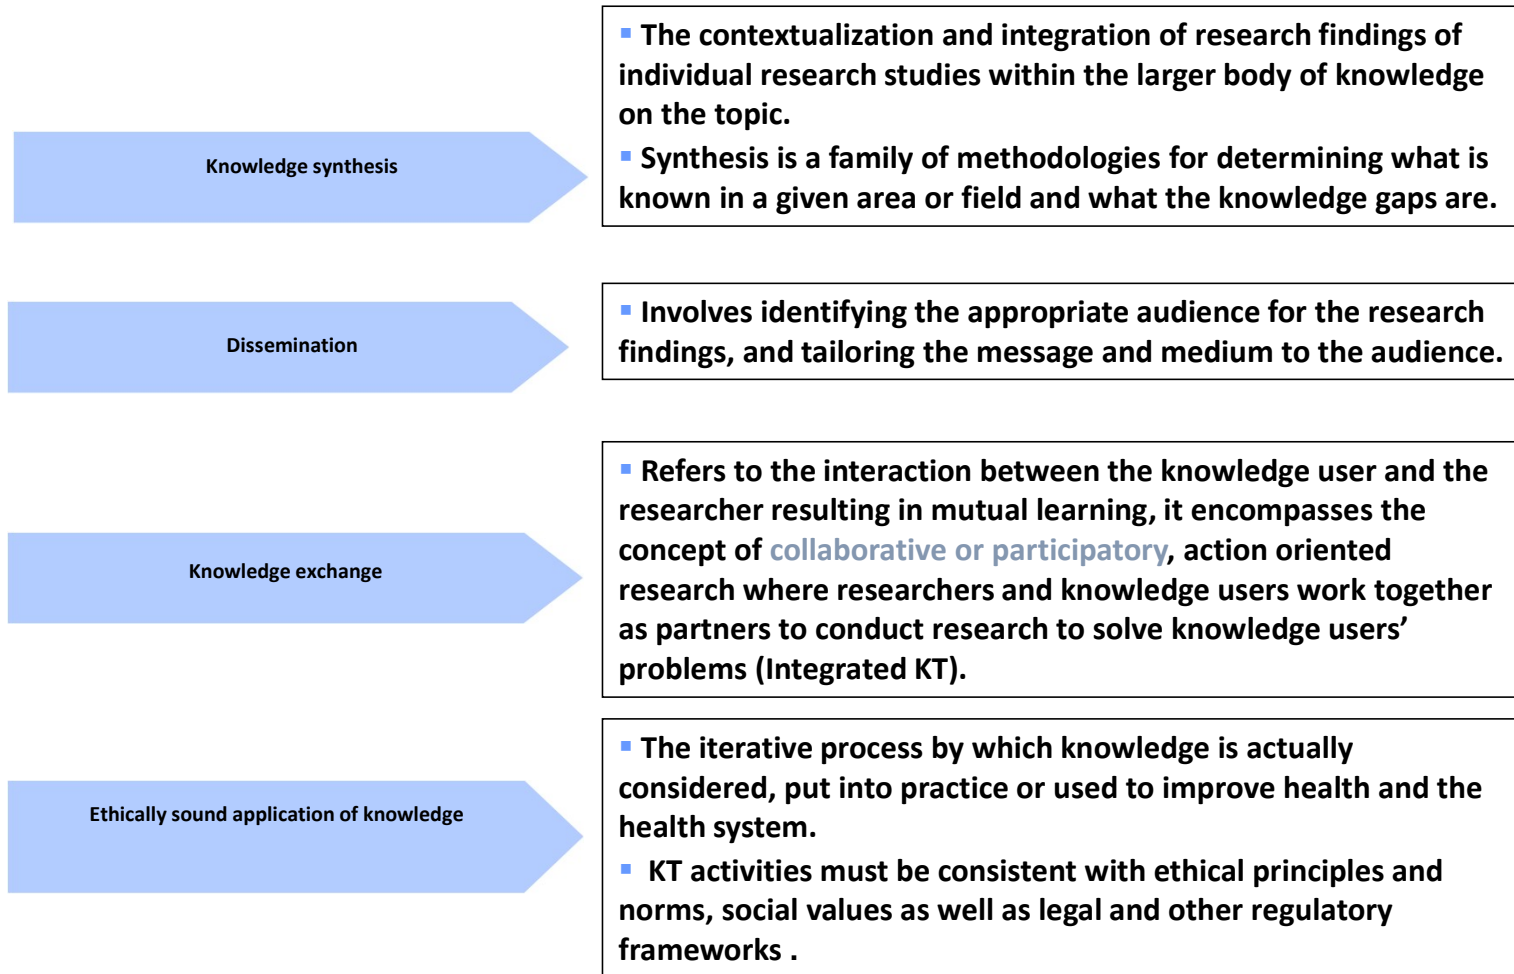 Knowledge synthesis
▪ The contextualization and integration of research findings of
individual research studies within the larger body of knowledge
on the topic.
▪ Synthesis is a family of methodologies for determining what is
known in a given area or field and what the knowledge gaps are.
Dissemination
▪ Involves identifying the appropriate audience for the research
findings, and tailoring the message and medium to the audience.
Knowledge exchange
▪ Refers to the interaction between the knowledge user and the
researcher resulting in mutual learning, it encompasses the
concept of collaborative or participatory, action oriented
research where researchers and knowledge users work together
as partners to conduct research to solve knowledge users’
problems (Integrated KT).
Ethically sound application of knowledge
▪ The iterative process by which knowledge is actually
considered, put into practice or used to improve health and the
health system.
▪ KT activities must be consistent with ethical principles and
norms, social values as well as legal and other regulatory
frameworks .